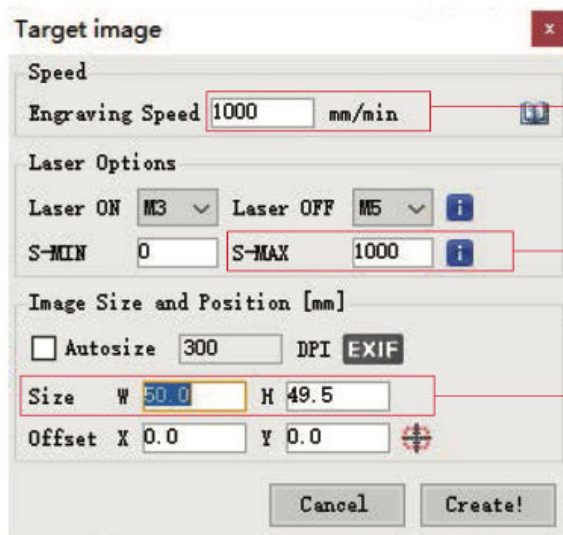 Target image x
Speed
Engraving Speed 1000 mm/min
Laser Options
Laser ON M3 Laser OFF M5 i
S-MIN 0 S-MAX 1000 i
Image Size and Position [mm]
Autosize 300 DPI EXIF
Size W 50.0 H 49.5
Offset X 0.0 Y 0.0
Cancel Create!